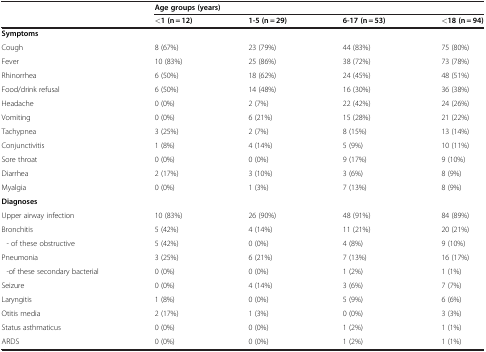 Age groups (years)
<1 (n = 12) 1-5 (n = 29) 6-17 (n = 53) <18 (n = 94)
Symptoms
Cough 8 (67%) 23 (79%) 44 (83%) 75 (80%)
Fever 10 (83%) 25 (86%) 38 (72%) 73 (78%)
Rhinorrhea 6 (50%) 18 (62%) 24 (45%) 48 (51%)
Food/drink refusal 6 (50%) 14 (48%) 16 (30%) 36 (38%)
Headache 0 (0%) 2 (7%) 22 (42%) 24 (26%)
Vomiting 0 (0%) 6 (21%) 15 (28%) 21 (22%)
Tachypnea 3 (25%) 2 (7%) 8 (15%) 13 (14%)
Conjunctivitis 1 (8%) 4 (14%) 5 (9%) 10 (11%)
Sore throat 0 (0%) 0 (0%) 9 (17%) 9 (10%)
Diarrhea 2 (17%) 3 (10%) 3 (6%) 8 (9%)
Myalgia 0 (0%) 1 (3%) 7 (13%) 8 (9%)
Diagnoses
Upper airway infection 10 (83%) 26 (90%) 48 (91%) 84 (89%)
Bronchitis 5 (42%) 4 (14%) 11 (21%) 20 (21%)
- of these obstructive 5 (42%) 0 (0%) 4 (8%) 9 (10%)
Pneumonia 3 (25%) 6 (21%) 7 (13%) 16 (17%)
-of these secondary bacterial 0 (0%) 0 (0%) 1 (2%) 1 (1%)
Seizure 0 (0%) 4 (14%) 3 (6%) 7 (7%)
Laryngitis 1 (8%) 0 (0%) 5 (9%) 6 (6%)
Otitis media 2 (17%) 1 (3%) 0 (0%) 3 (3%)
Status asthmaticus 0 (0%) 0 (0%) 1 (2%) 1 (1%)
ARDS 0 (0%) 0 (0%) 1 (2%) 1 (1%)